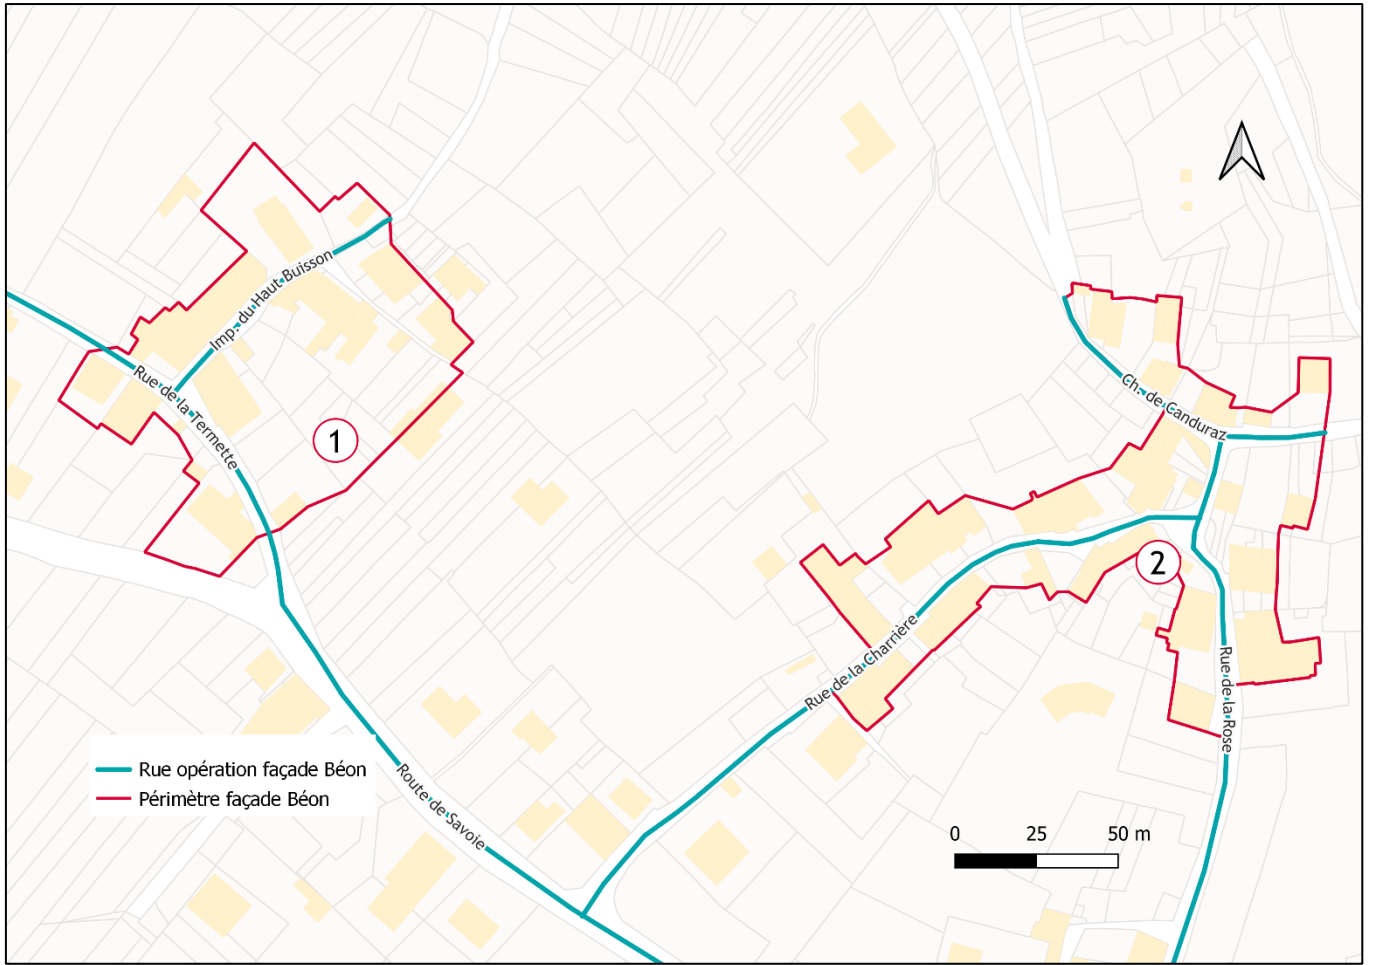 Imp. du Haut Buisson
Rue de la Termette
1
Ch. de Canduraz
2
Rue de la Charrière
Rue de la Rose
Route de Savoie
Rue opération façade Béon
Périmètre façade Béon
0 25 50 m